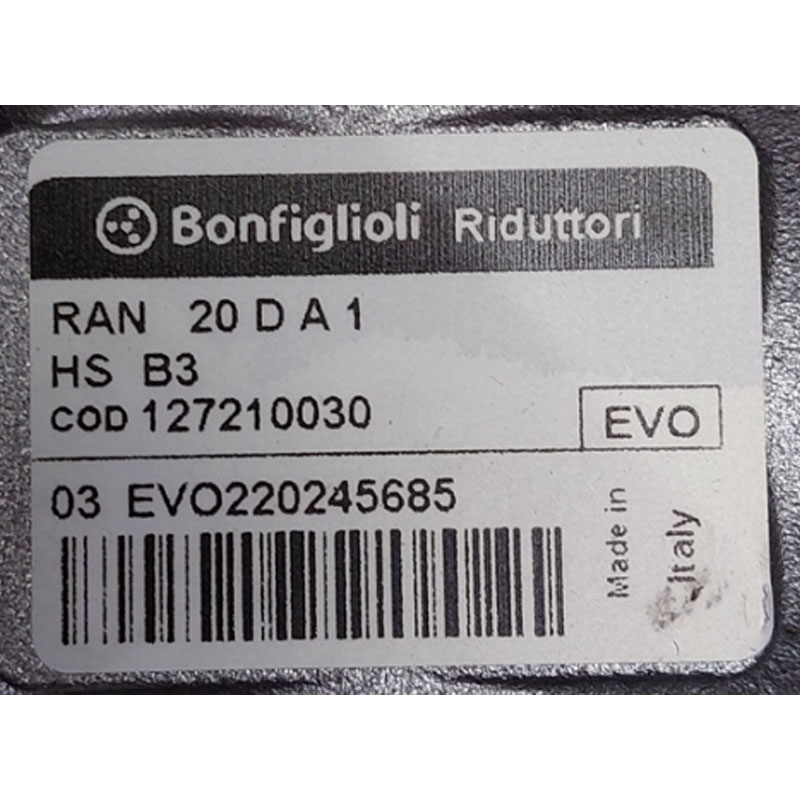 Bonfiglioli Riduttori
RAN 20 D A 1
HS B3
COD 127210030
EVO
03 EVO220245685
Made in
Italy